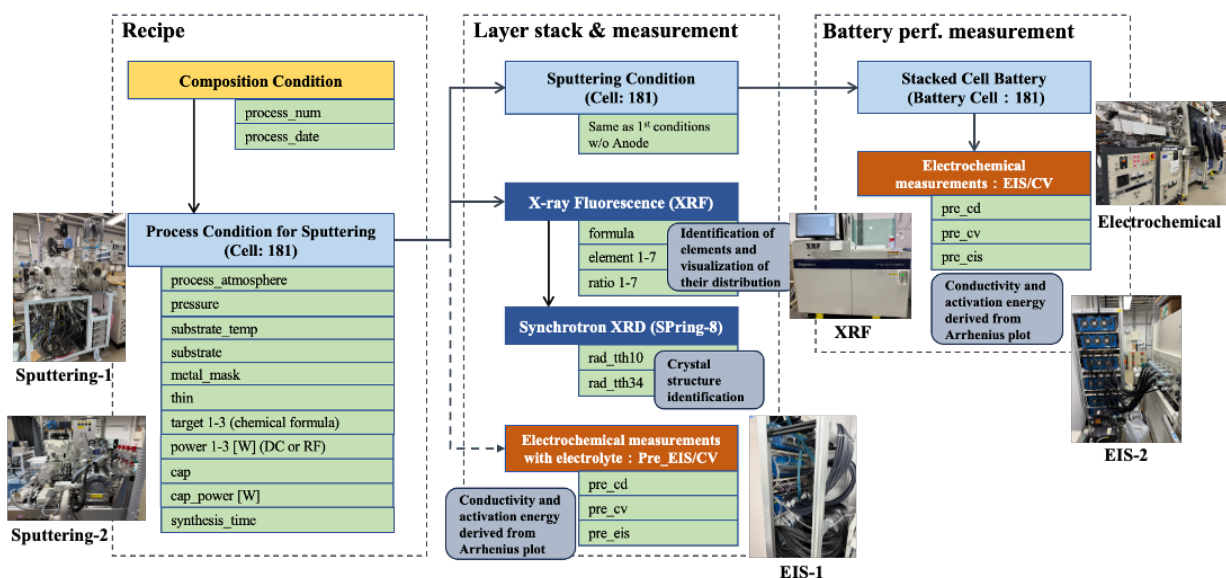 Recipe
Composition Condition
process_num
process_date
Process Condition for Sputtering
(Cell: 181)
process_atmosphere
pressure
substrate_temp
substrate
metal_mask
thin
target 1-3 (chemical formula)
power 1-3 [W] (DC or RF)
cap
cap_power [W]
synthesis_time
Sputtering-1
Sputtering-2
Layer stack & measurement
Sputtering Condition
(Cell: 181)
Same as 1st conditions
w/o Anode
X-ray Fluorescence (XRF)
formula
element 1-7
ratio 1-7
Identification of
elements and
visualization of
their distribution
Synchrotron XRD (SPring-8)
rad_tth10
rad_tth34
Crystal
structure
identification
Electrochemical measurements
with electrolyte : Pre_EIS/CV
pre_cd
pre_cv
pre_eis
Conductivity and
activation energy
derived from
Arrhenius plot
EIS-1
XRF
XRF
Battery perf. measurement
Stacked Cell Battery
(Battery Cell : 181)
Electrochemical
measurements : EIS/CV
pre_cd
pre_cv
pre_eis
Conductivity and
activation energy
derived from
Arrhenius plot
Electrochemical
EIS-2